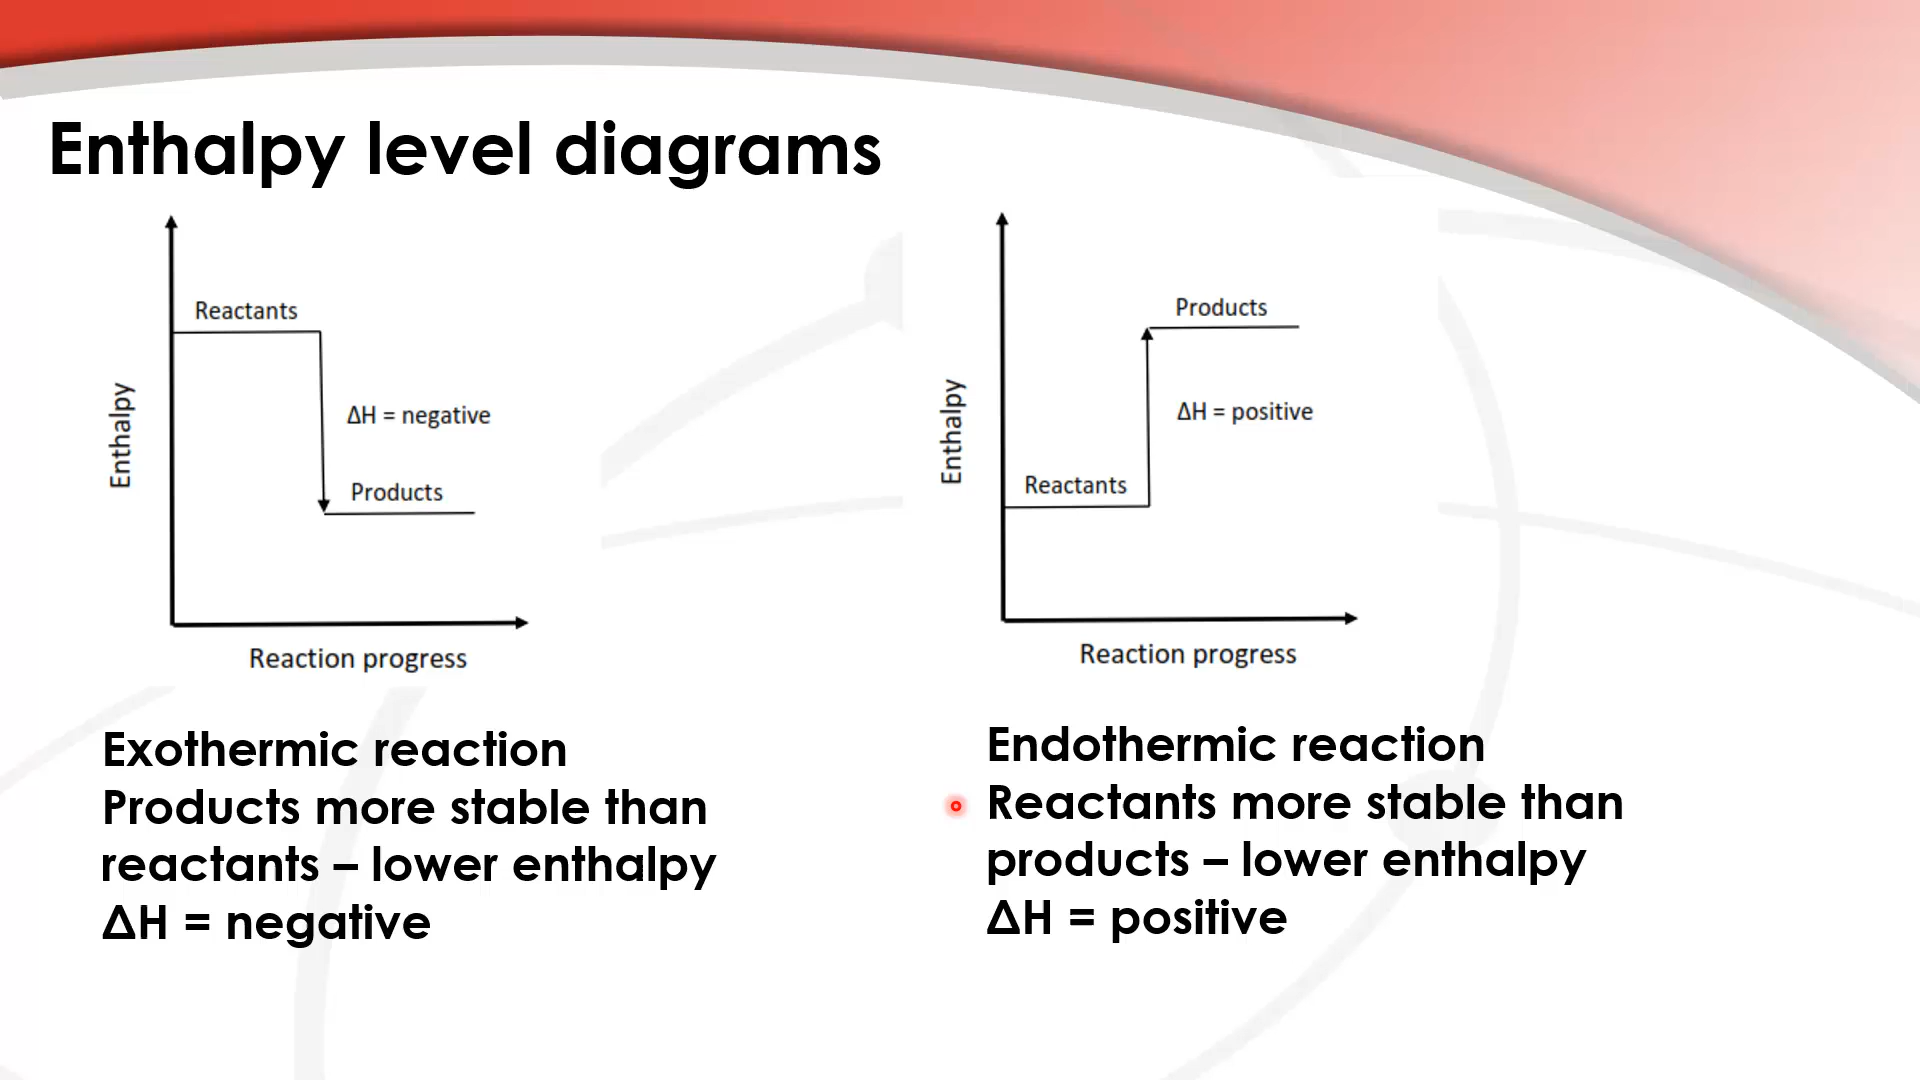 Enthalpy level diagrams
Reactants
ΔH = negative
Products
Enthalpy
Reaction progress
Products
ΔH = positive
Reactants
Enthalpy
Reaction progress
Exothermic reaction
Products more stable than
reactants – lower enthalpy
ΔH = negative
Endothermic reaction
Reactants more stable than
products – lower enthalpy
ΔH = positive